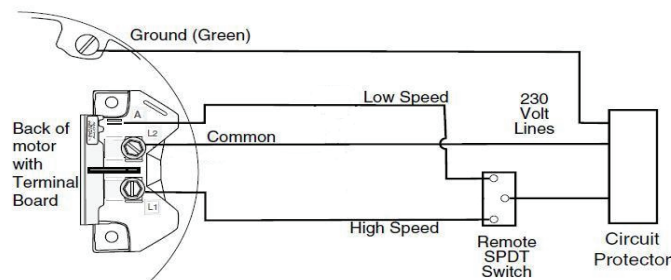 Ground (Green)
Low Speed
230
Volt
Lines
A
L2
Common
Back of
motor
with
Terminal
Board
L1
High Speed
Remote
SPDT
Switch
Circuit
Protector